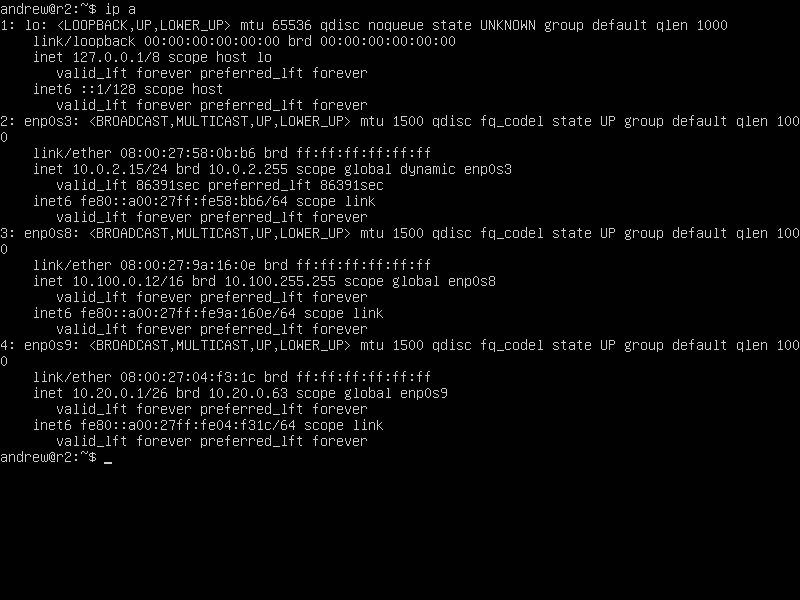 andrew@r2:~$ ip a
1: lo: <LOOPBACK,UP,LOWER_UP> mtu 65536 qdisc noqueue state UNKNOWN group default qlen 1000
    link/loopback 00:00:00:00:00:00 brd 00:00:00:00:00:00
    inet 127.0.0.1/8 scope host lo
       valid_lft forever preferred_lft forever
    inet6 ::1/128 scope host
       valid_lft forever preferred_lft forever
2: enp0s3: <BROADCAST,MULTICAST,UP,LOWER_UP> mtu 1500 qdisc fq_codel state UP group default qlen 100
0
    link/ether 08:00:27:58:0b:b6 brd ff:ff:ff:ff:ff:ff
    inet 10.0.2.15/24 brd 10.0.2.255 scope global dynamic enp0s3
       valid_lft 86391sec preferred_lft 86391sec
    inet6 fe80::a00:27ff:fe58:bb6/64 scope link
       valid_lft forever preferred_lft forever
3: enp0s8: <BROADCAST,MULTICAST,UP,LOWER_UP> mtu 1500 qdisc fq_codel state UP group default qlen 100
0
    link/ether 08:00:27:9a:16:0e brd ff:ff:ff:ff:ff:ff
    inet 10.100.0.12/16 brd 10.100.255.255 scope global enp0s8
       valid_lft forever preferred_lft forever
    inet6 fe80::a00:27ff:fe9a:160e/64 scope link
       valid_lft forever preferred_lft forever
4: enp0s9: <BROADCAST,MULTICAST,UP,LOWER_UP> mtu 1500 qdisc fq_codel state UP group default qlen 100
0
    link/ether 08:00:27:04:f3:1c brd ff:ff:ff:ff:ff:ff
    inet 10.20.0.1/26 brd 10.20.0.63 scope global enp0s9
       valid_lft forever preferred_lft forever
    inet6 fe80::a00:27ff:fe04:f31c/64 scope link
       valid_lft forever preferred_lft forever
andrew@r2:~$ _